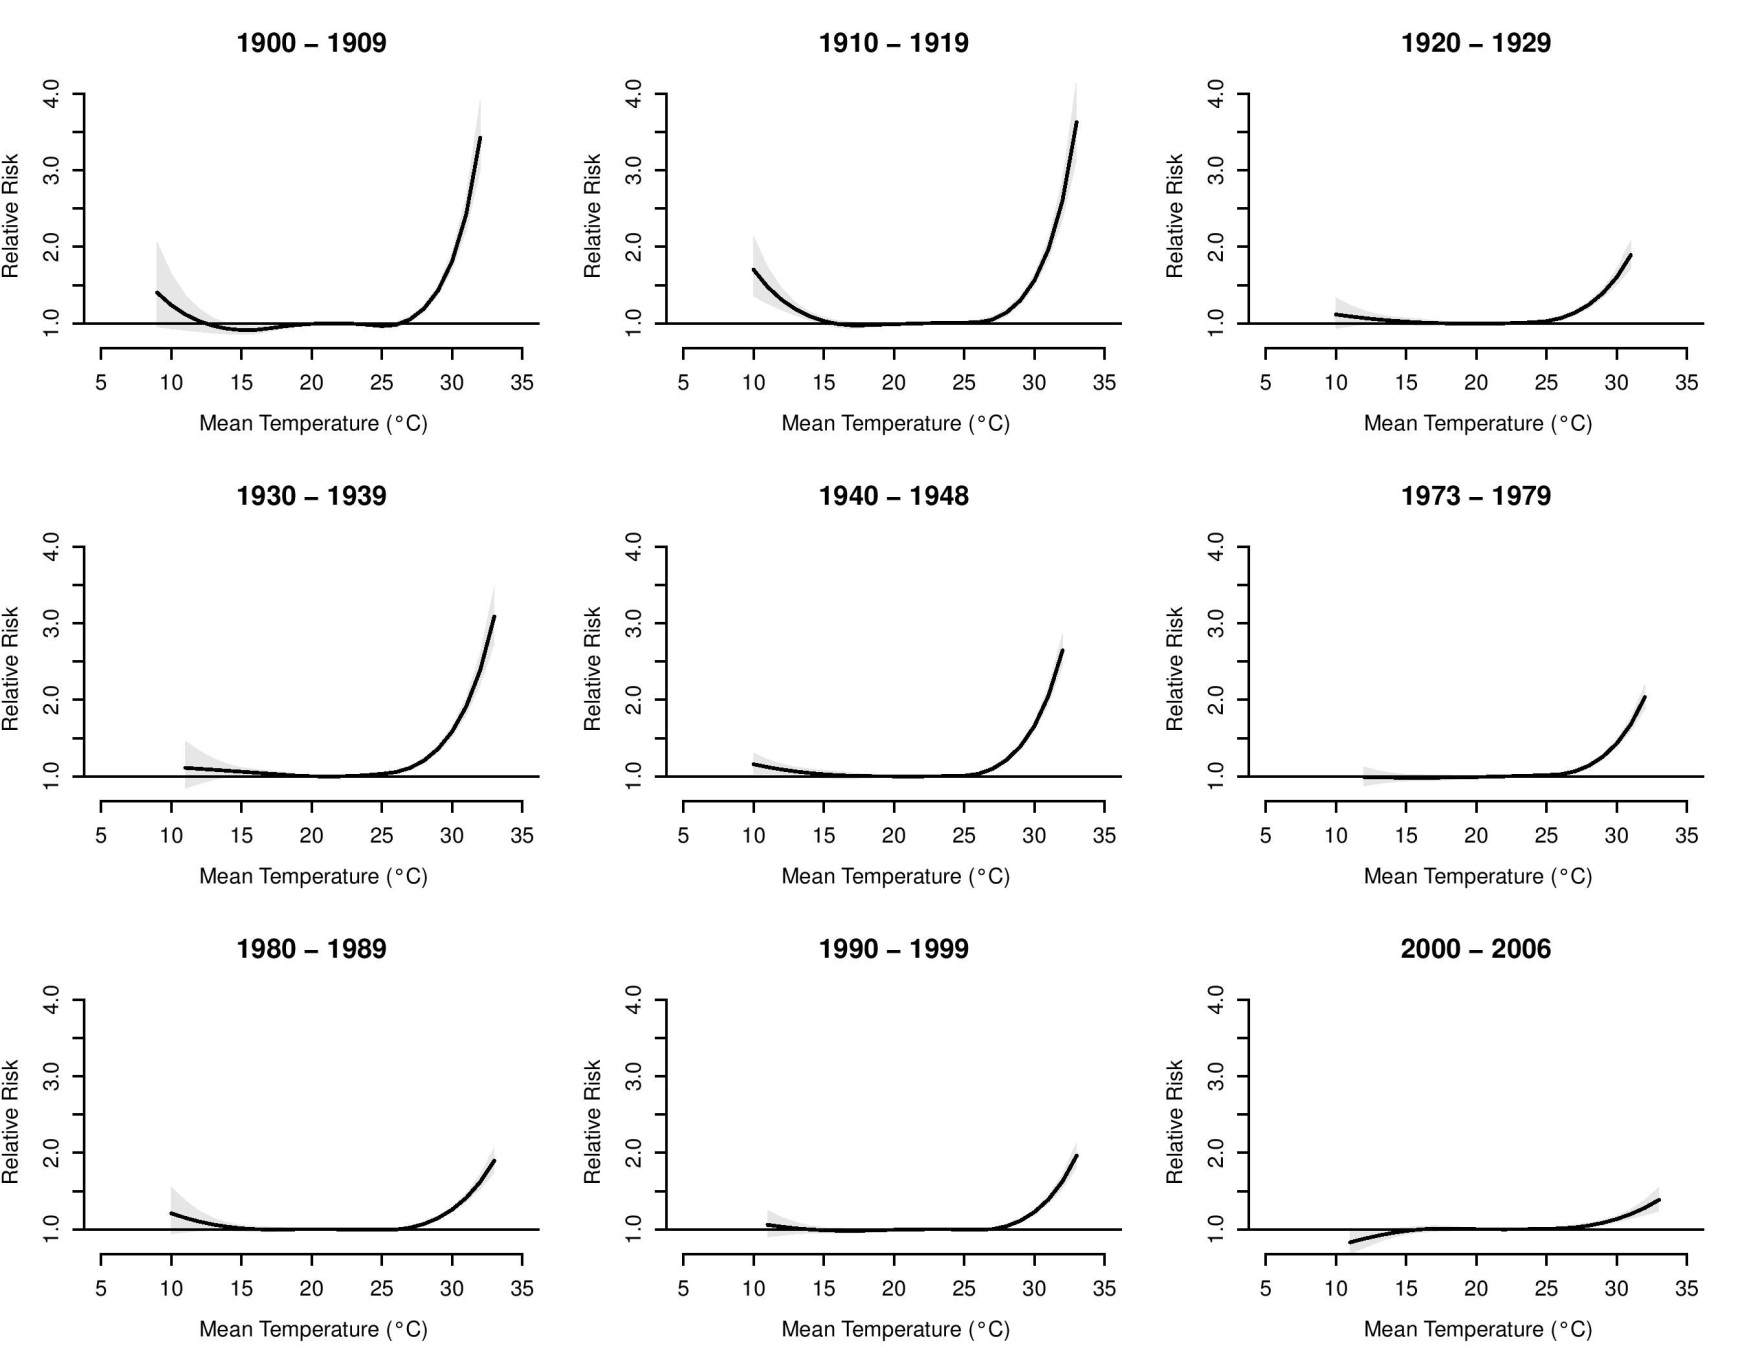 1900 – 1909
1910 – 1919
1920 – 1929
Relative Risk
1.0 2.0 3.0 4.0
5 10 15 20 25 30 35
Mean Temperature (°C)
Relative Risk
1.0 2.0 3.0 4.0
5 10 15 20 25 30 35
Mean Temperature (°C)
Relative Risk
1.0 2.0 3.0 4.0
5 10 15 20 25 30 35
Mean Temperature (°C)
1930 – 1939
1940 – 1948
1973 – 1979
Relative Risk
1.0 2.0 3.0 4.0
5 10 15 20 25 30 35
Mean Temperature (°C)
Relative Risk
1.0 2.0 3.0 4.0
5 10 15 20 25 30 35
Mean Temperature (°C)
Relative Risk
1.0 2.0 3.0 4.0
5 10 15 20 25 30 35
Mean Temperature (°C)
1980 – 1989
1990 – 1999
2000 – 2006
Relative Risk
1.0 2.0 3.0 4.0
5 10 15 20 25 30 35
Mean Temperature (°C)
Relative Risk
1.0 2.0 3.0 4.0
5 10 15 20 25 30 35
Mean Temperature (°C)
Relative Risk
1.0 2.0 3.0 4.0
5 10 15 20 25 30 35
Mean Temperature (°C)